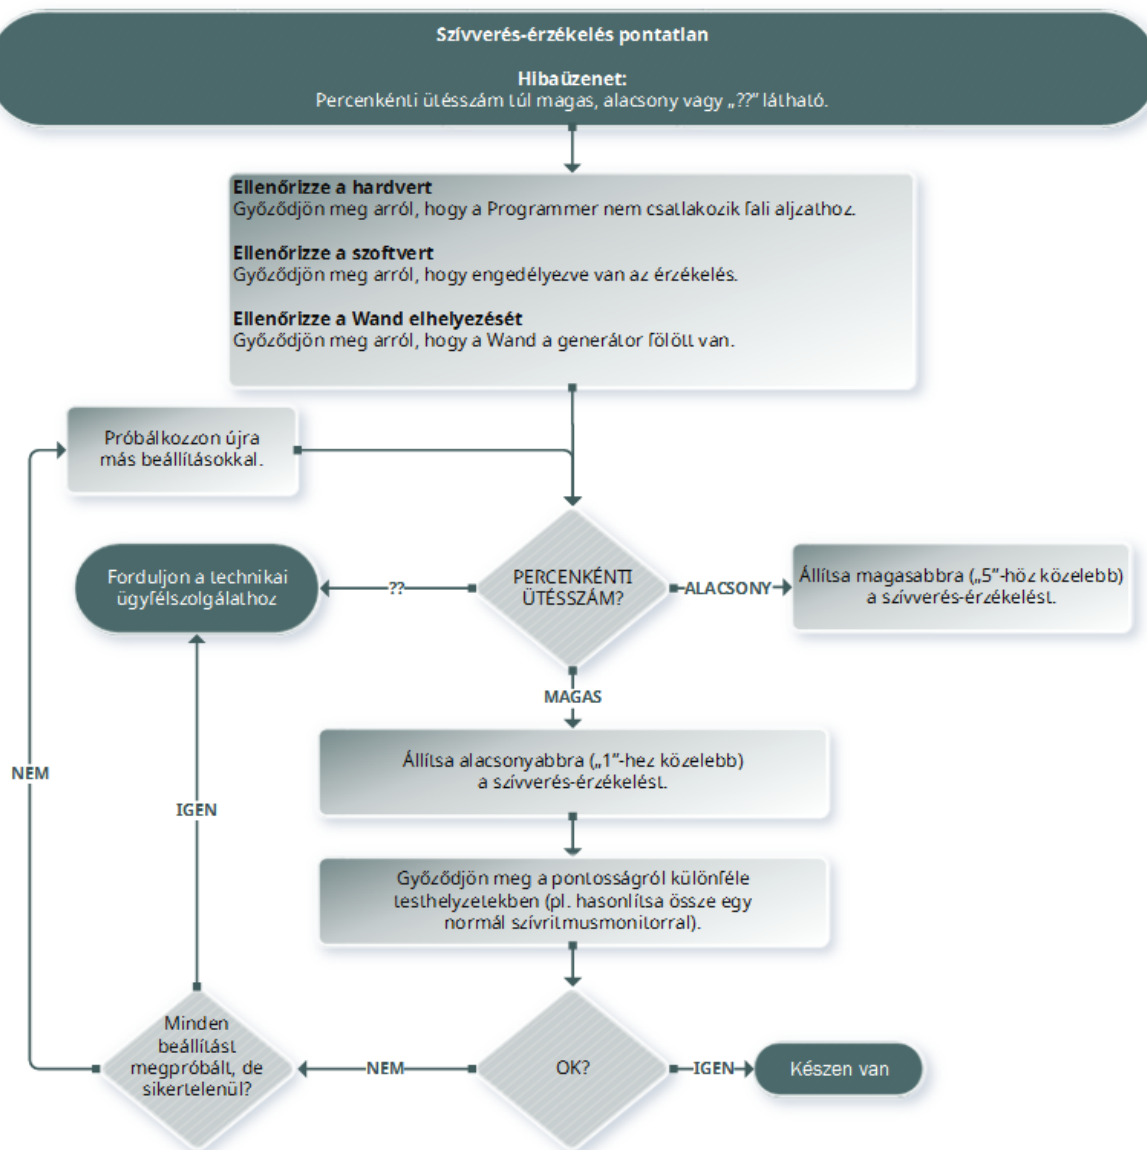 Szívverés-érzékelés pontatlan
Hibaüzenet:
Percenkénti ütésszám túl magas, alacsony vagy „??” látható.
Ellenőrizze a hardvert
Győződjön meg arról, hogy a Programmer nem csatlakozik fali aljzathoz.
Ellenőrizze a szoftvert
Győződjön meg arról, hogy engedélyezve van az érzékelés.
Ellenőrizze a Wand elhelyezését
Győződjön meg arról, hogy a Wand a generátor fölött van.
Próbálkozzon újra
más beállításokkal.
Forduljon a technikai
ügyfélszolgálathoz
??
PERCENKÉNTI
ÜTÉSSZÁM?
ALACSONY
Állítsa magasabbra („5”-höz közelebb)
a szívverés-érzékelést.
MAGAS
Állítsa alacsonyabbra („1”-hez közelebb)
a szívverés-érzékelést.
NEM
IGEN
Győződjön meg a pontosságról különféle
testhelyzetekben (pl. hasonlítsa össze egy
normál szívritmusmonitorral).
Minden
beállítást
megpróbált, de
sikertelenül?
NEM
OK?
IGEN
Készen van